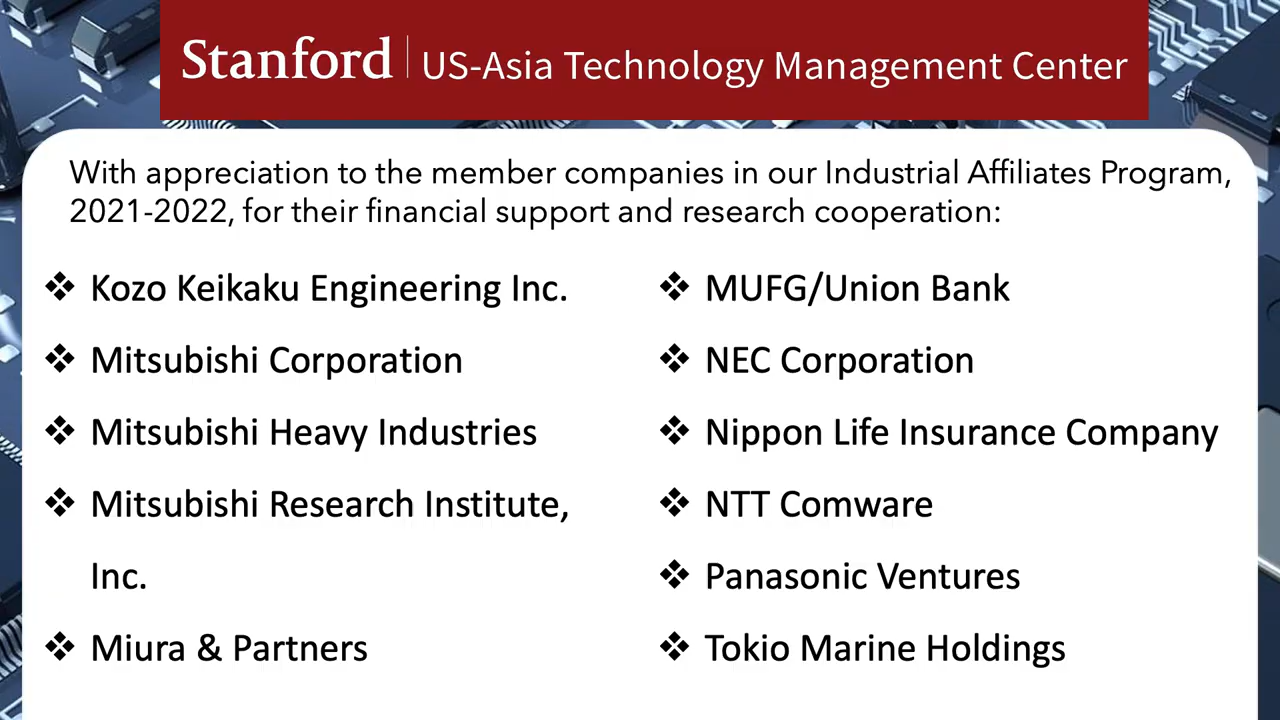 Stanford | US-Asia Technology Management Center
With appreciation to the member companies in our Industrial Affiliates Program,
2021-2022, for their financial support and research cooperation:
❖ Kozo Keikaku Engineering Inc.
❖ Mitsubishi Corporation
❖ Mitsubishi Heavy Industries
❖ Mitsubishi Research Institute,
Inc.
❖ Miura & Partners
❖ MUFG/Union Bank
❖ NEC Corporation
❖ Nippon Life Insurance Company
❖ NTT Comware
❖ Panasonic Ventures
❖ Tokio Marine Holdings